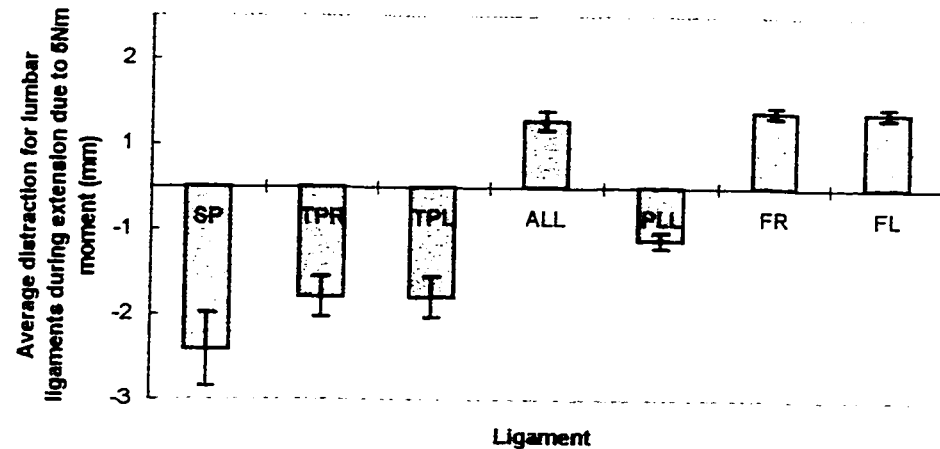 Average distraction for lumbar
ligaments during extension due to 5Nm
moment (mm)
2
1
-1
-2
-3
SP
TPR
TPL
ALL
PLL
FR
FL
Ligament